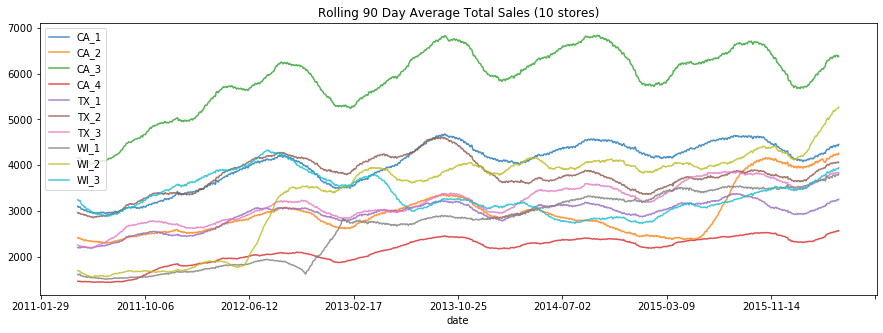 Rolling 90 Day Average Total Sales (10 stores)
7000
6000
5000
4000
3000
2000
CA_1
CA_2
CA_3
CA_4
TX_1
TX_2
TX_3
WI_1
WI_2
WI_3
2011-01-29 2011-10-06 2012-06-12 2013-02-17 2013-10-25 2014-07-02 2015-03-09 2015-11-14
date